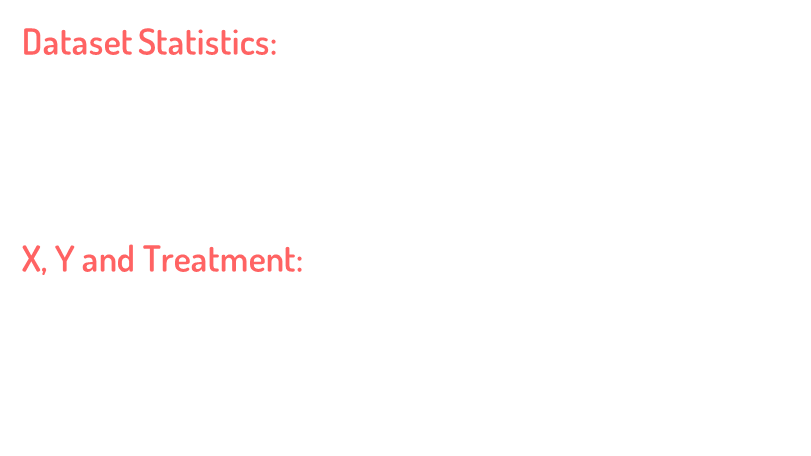 Dataset Statistics:
X, Y and Treatment: